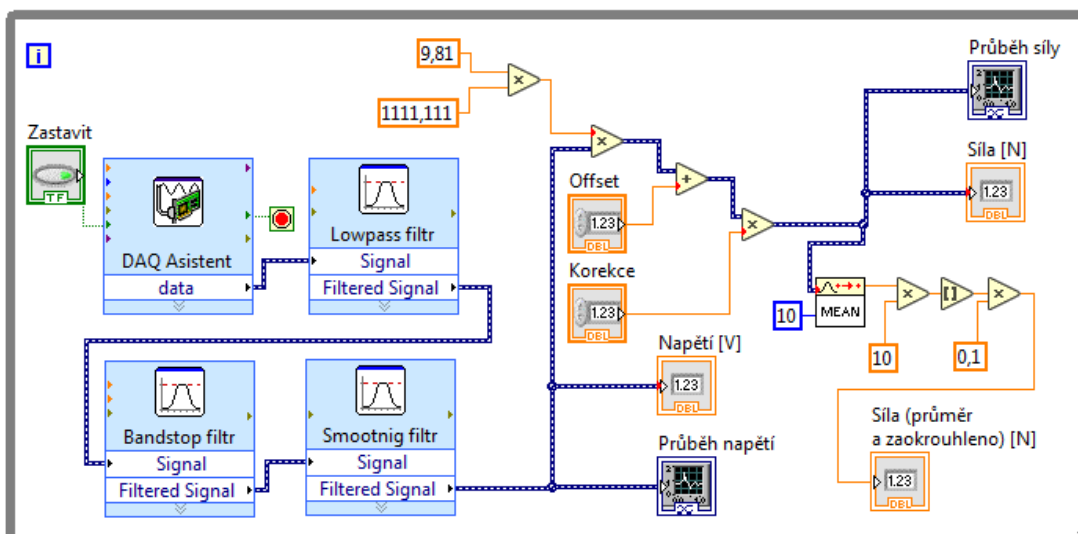 i
9,81
1111,111
Průběh síly
Zastavit
TF
Síla [N]
1.23
DBL
DAQ Asistent
data
Lowpass filtr
Signal
Filtered Signal
Offset
1.23
DBL
Korekce
1.23
DBL
10
MEAN
10
0,1
Napětí [V]
1.23
DBL
Bandstop filtr
Signal
Filtered Signal
Smootnig filtr
Signal
Filtered Signal
Průběh napětí
Síla (průměr
a zaokrouhleno) [N]
1.23
DBL